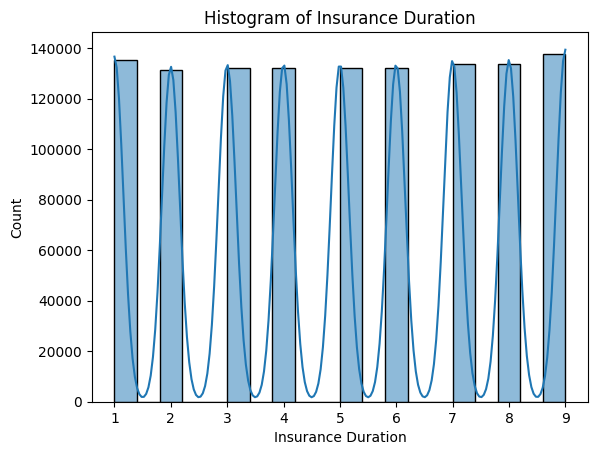 Histogram of Insurance Duration
140000
120000
100000
80000
60000
40000
20000
0
Count
1 2 3 4 5 6 7 8 9
Insurance Duration